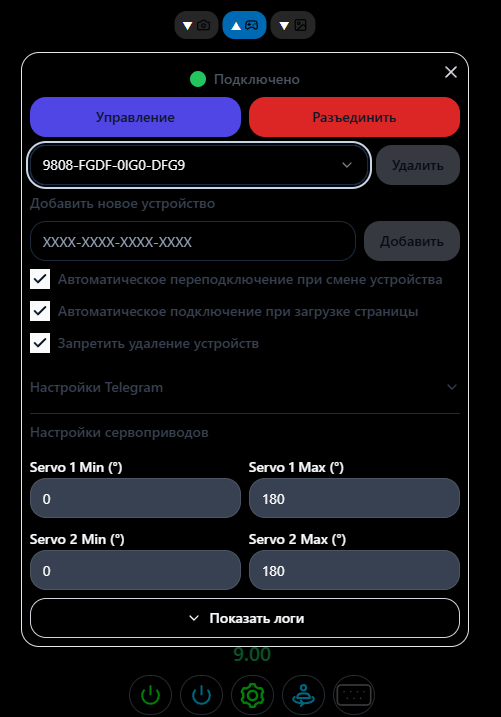 Подключено
Управление
Разъединить
9808-FGDF-0IG0-DFG9
Удалить
Добавить новое устройство
XXXX-XXXX-XXXX-XXXX
Добавить
Автоматическое переподключение при смене устройства
Автоматическое подключение при загрузке страницы
Запретить удаление устройств
Настройки Telegram
Настройки сервоприводов
Servo 1 Min (°)
Servo 1 Max (°)
0
180
Servo 2 Min (°)
Servo 2 Max (°)
0
180
Показать логи
9.00